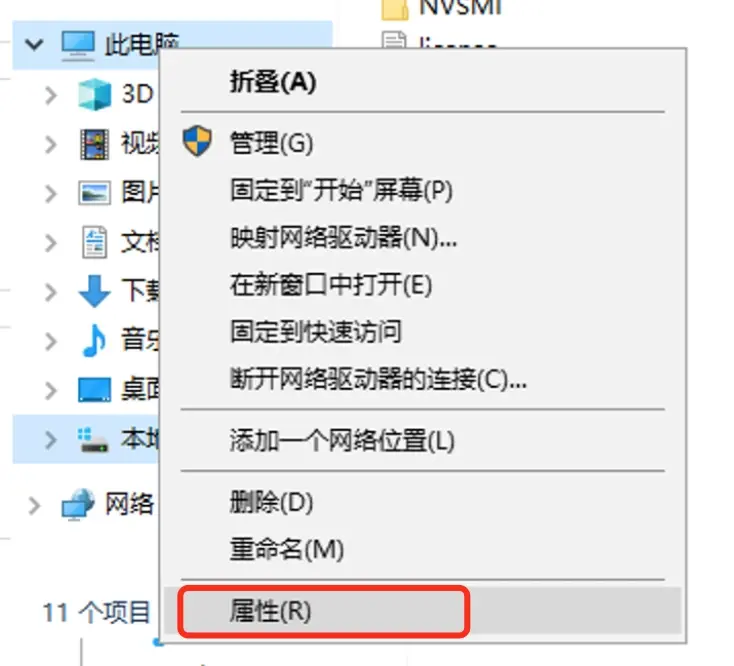 NVSMI
license
此电脑
折叠(A)
3D
管理(G)
视频
固定到“开始”屏幕(P)
图片
映射网络驱动器(N)...
文档
在新窗口中打开(E)
下载
固定到快速访问
音乐
断开网络驱动器的连接(C)...
桌面
添加一个网络位置(L)
本地
删除(D)
网络
重命名(M)
属性(R)
11 个项目